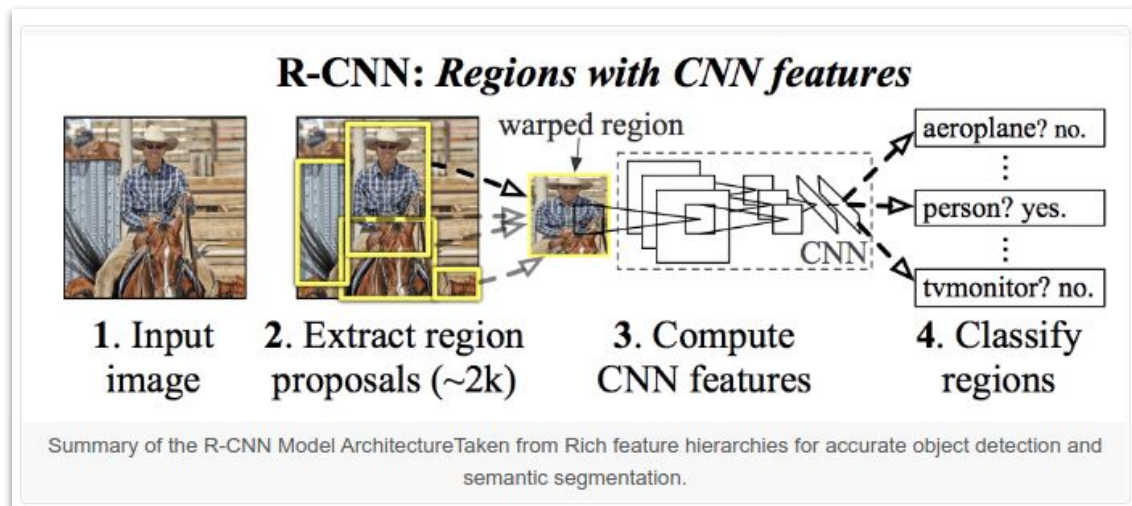 R-CNN: Regions with CNN features
warped region
aeroplane? no.
⋮
person? yes.
⋮
tvmonitor? no.
CNN
1. Input
image
2. Extract region
proposals (~2k)
3. Compute
CNN features
4. Classify
regions
Summary of the R-CNN Model ArchitectureTaken from Rich feature hierarchies for accurate object detection and
semantic segmentation.